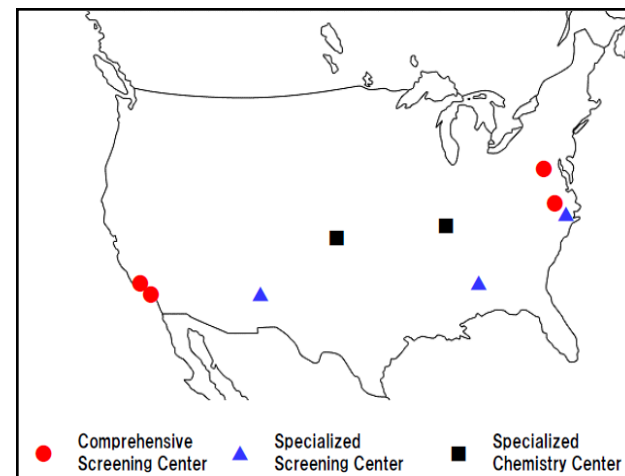 Comprehensive
Screening Center
Specialized
Screening Center
Specialized
Chemistry Center